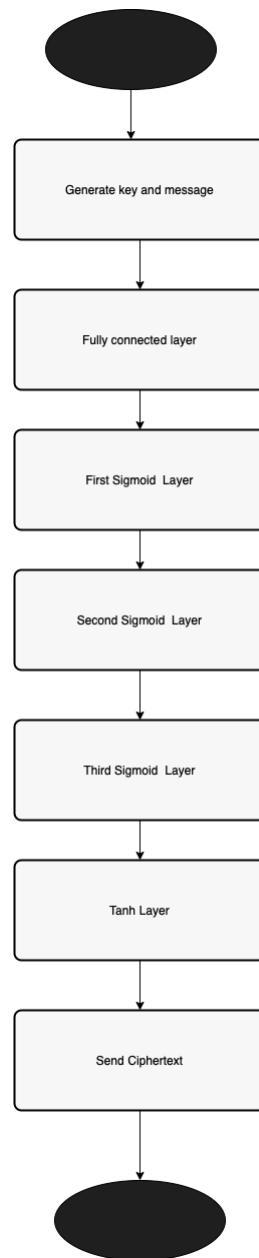 Generate key and message
Fully connected layer
First Sigmoid  Layer
Second Sigmoid  Layer
Third Sigmoid  Layer
Tanh Layer
Send Ciphertext